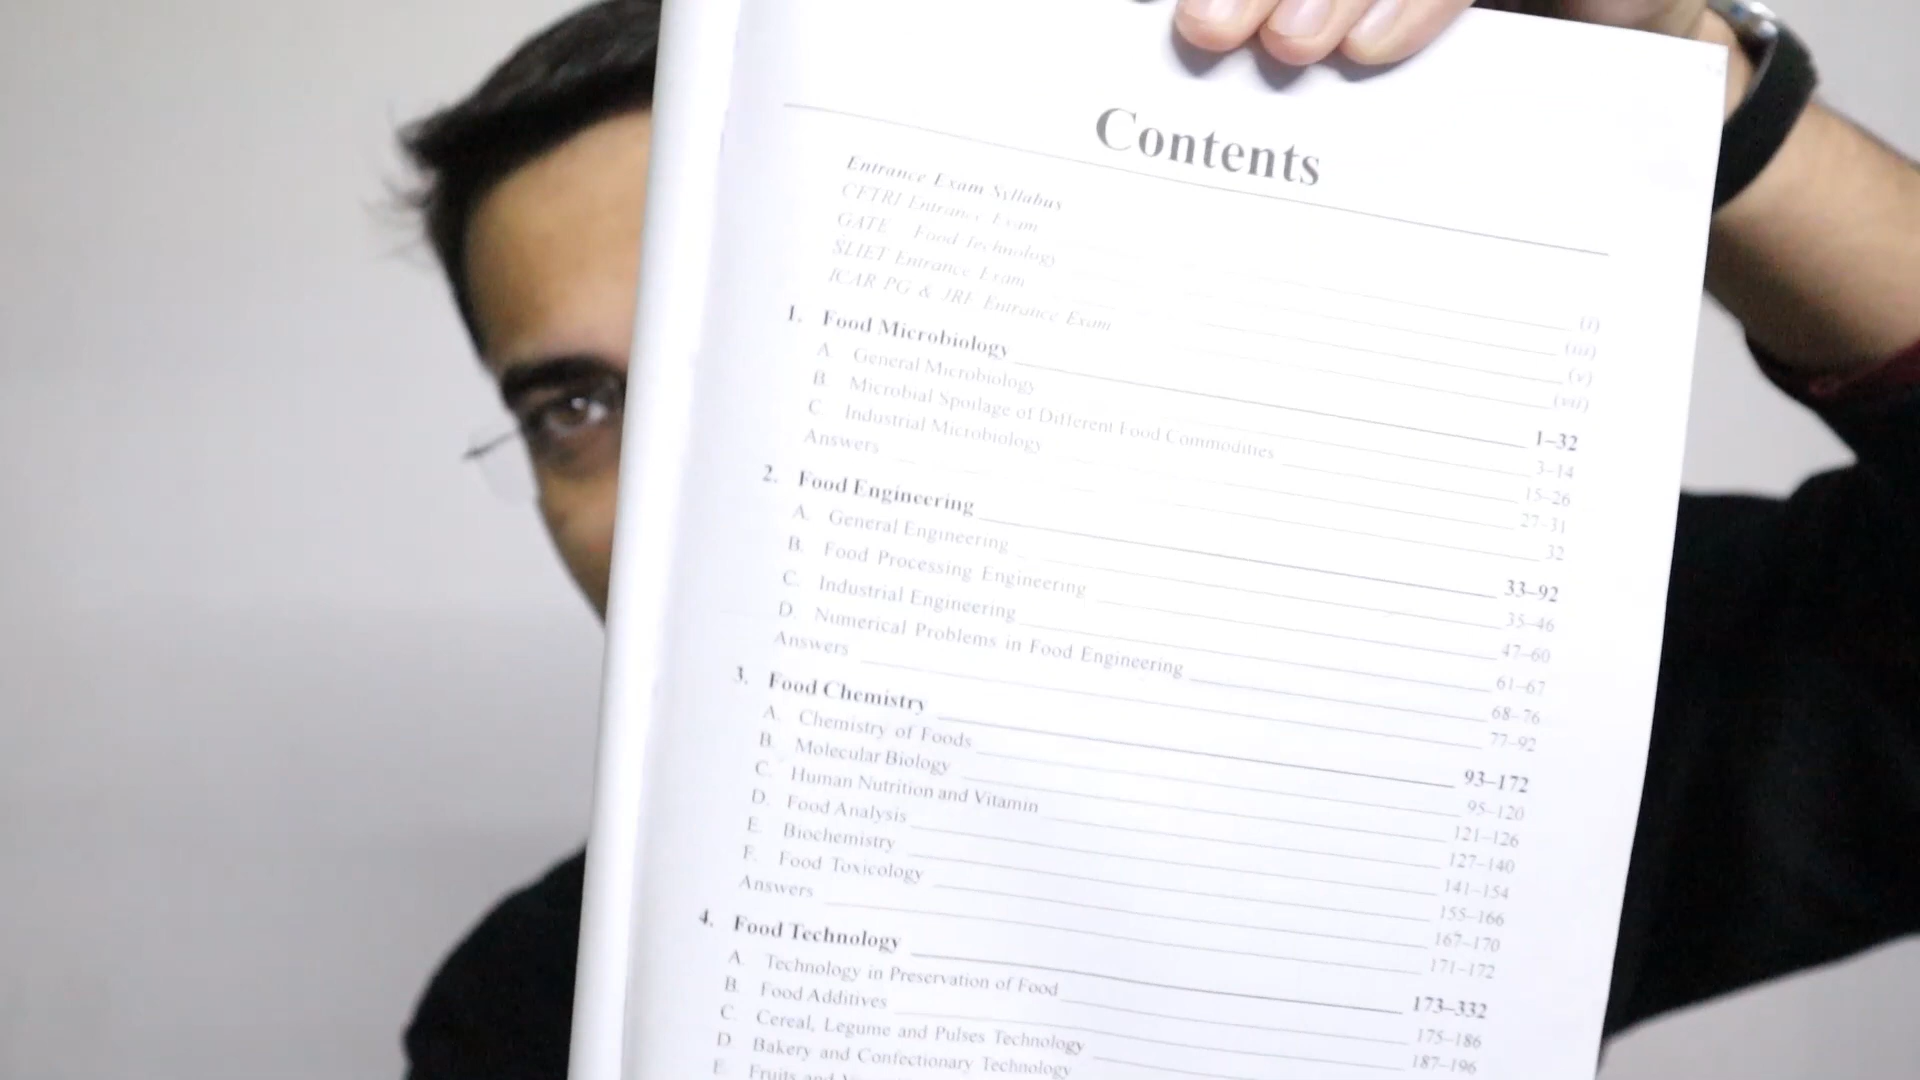 Contents
Entrance Exam Syllabus
CFTRI Entrance Exam (i)
GATE Food Technology (iii)
SLIET Entrance Exam (v)
ICAR PG & JRF Entrance Exam (vii)
1. Food Microbiology 1–32
A. General Microbiology 3–14
B. Microbial Spoilage of Different Food Commodities 15–26
C. Industrial Microbiology 27–31
Answers 32
2. Food Engineering 33–92
A. General Engineering 35–46
B. Food Processing Engineering 47–60
C. Industrial Engineering 61–67
D. Numerical Problems in Food Engineering 68–76
Answers 77–92
3. Food Chemistry 93–172
A. Chemistry of Foods 95–120
B. Molecular Biology 121–126
C. Human Nutrition and Vitamin 127–140
D. Food Analysis 141–154
E. Biochemistry 155–166
F. Food Toxicology 167–170
Answers 171–172
4. Food Technology 173–332
A. Technology in Preservation of Food 175–186
B. Food Additives 187–196
C. Cereal, Legume and Pulses Technology
D. Bakery and Confectionary Technology
E. Fruits and